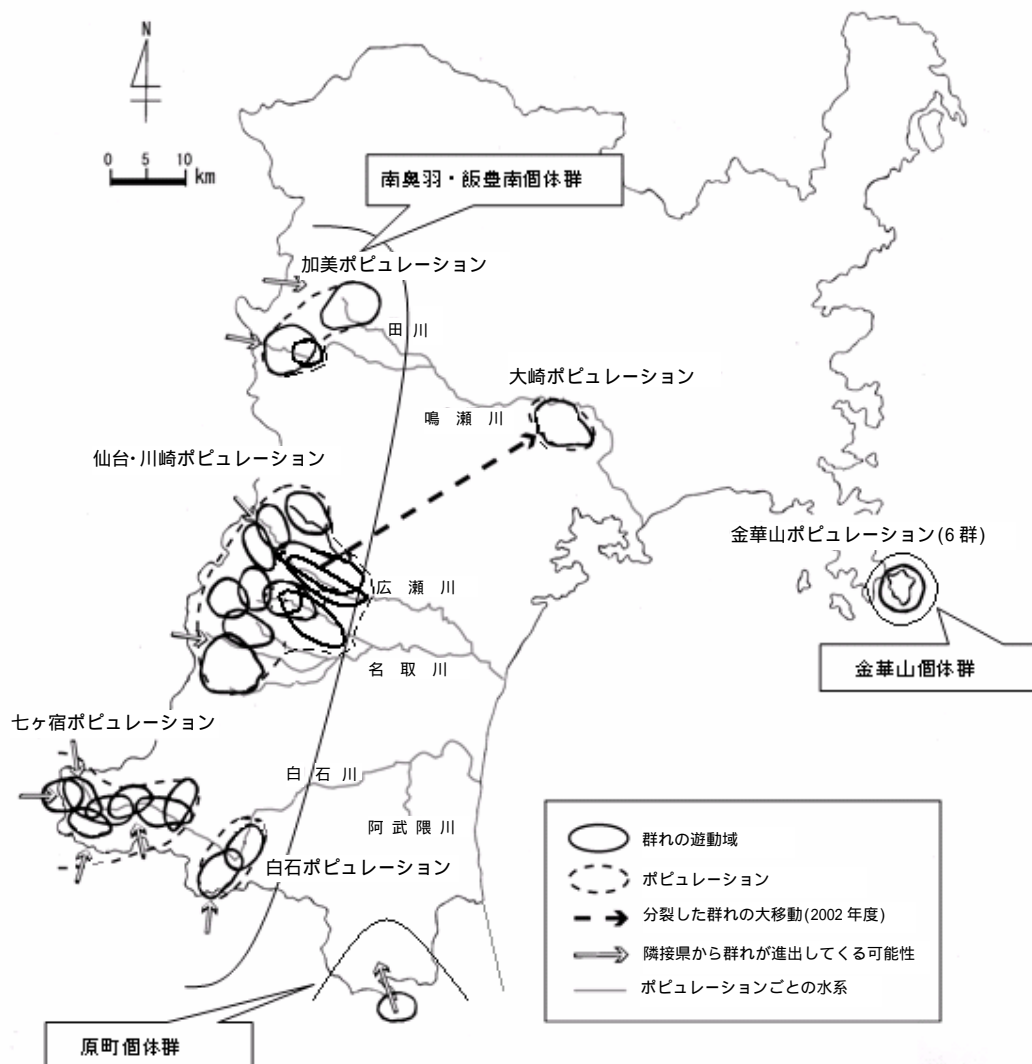 N
0 5 10
km
南奥羽・飯豊南個体群
加美ポピュレーション
田川
大崎ポピュレーション
鳴瀬川
仙台・川崎ポピュレーション
金華山ポピュレーション(6群)
広瀬川
金華山個体群
名取川
七ヶ宿ポピュレーション
白石川
阿武隈川
白石ポピュレーション
群れの遊動域
ポピュレーション
分裂した群れの大移動(2002年度)
隣接県から群れが進出してくる可能性
ポピュレーションごとの水系
原町個体群